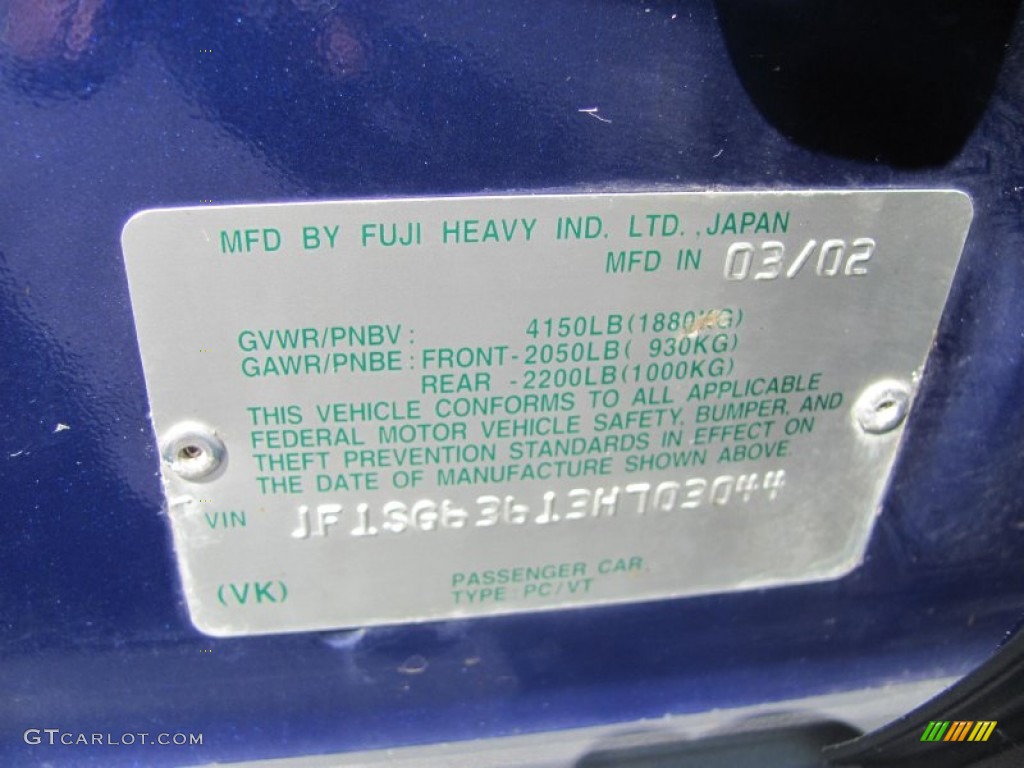 MFD BY FUJI HEAVY IND. LTD., JAPAN
MFD IN 03/02
GVWR/PNBV: 4150LB(1880KG)
GAWR/PNBE: FRONT-2050LB( 930KG)
REAR -2200LB(1000KG)
THIS VEHICLE CONFORMS TO ALL APPLICABLE
FEDERAL MOTOR VEHICLE SAFETY, BUMPER, AND
THEFT PREVENTION STANDARDS IN EFFECT ON
THE DATE OF MANUFACTURE SHOWN ABOVE.
VIN
(VK)
PASSENGER CAR
TYPE: PC/VT
GTCARLOT.COM